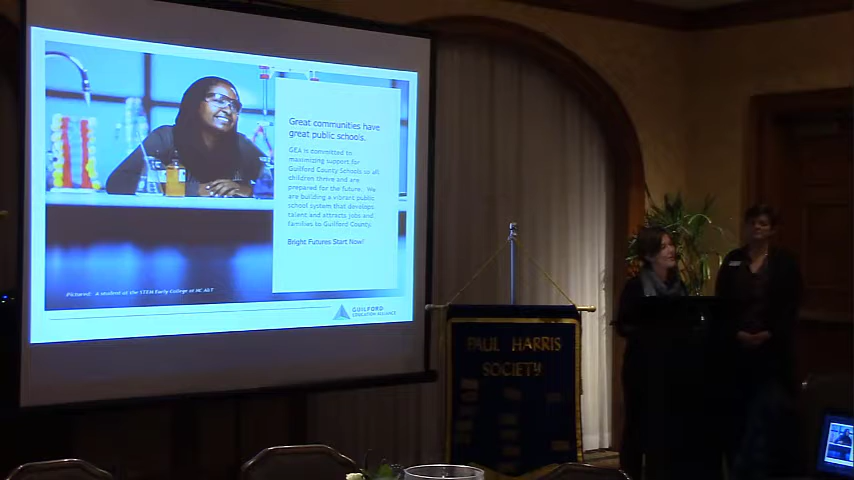 Great communities have
great public schools.
GEA is committed to
maximizing support for
Guilford County Schools so all
children thrive and are
prepared for the future. We
are building a vibrant public
school system that develops
talent and attracts jobs and
families to Guilford County.
Bright Futures Start Now!
Pictured: A student at the STEM Early College at NC A&T
GUILFORD
EDUCATION ALLIANCE
PAUL HARRIS
SOCIETY